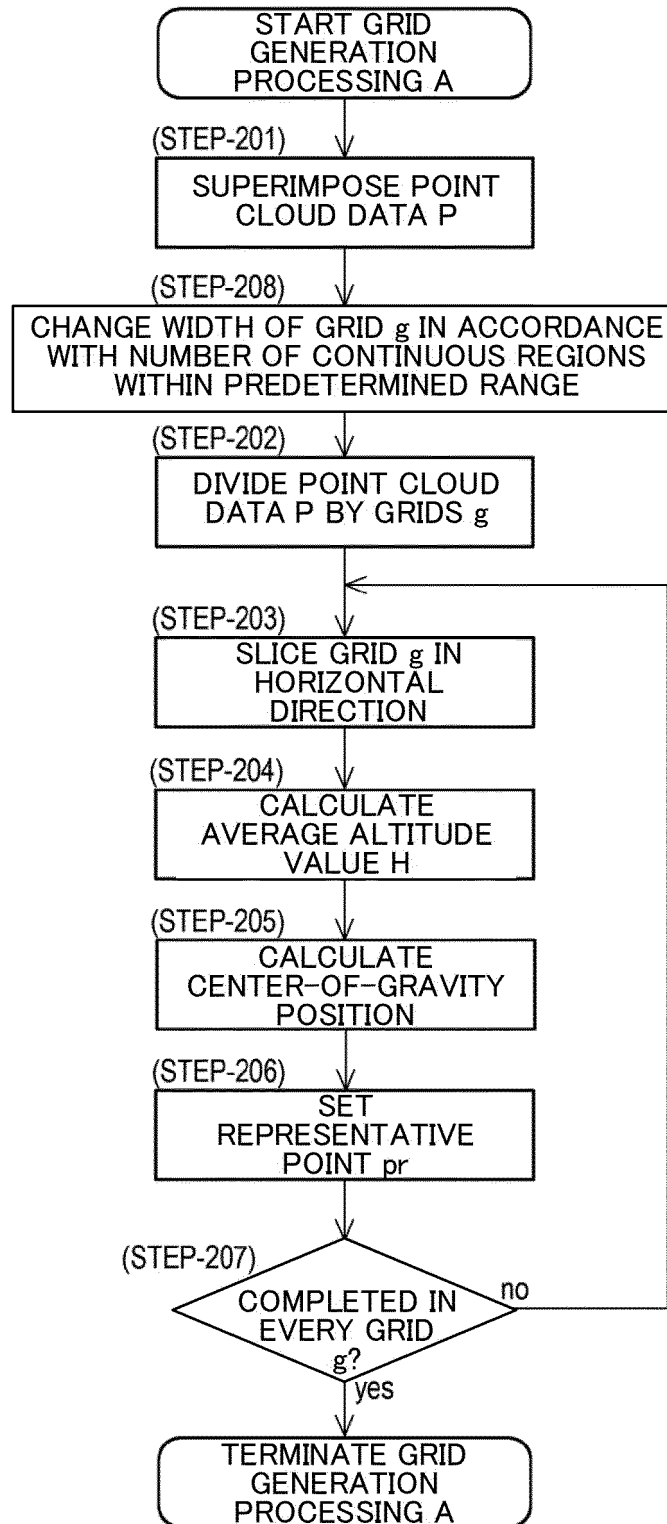 START GRID
GENERATION
PROCESSING A
(STEP-201)
SUPERIMPOSE POINT
CLOUD DATA P
(STEP-208)
CHANGE WIDTH OF GRID g IN ACCORDANCE
WITH NUMBER OF CONTINUOUS REGIONS
WITHIN PREDETERMINED RANGE
(STEP-202)
DIVIDE POINT CLOUD
DATA P BY GRIDS g
(STEP-203)
SLICE GRID g IN
HORIZONTAL
DIRECTION
(STEP-204)
CALCULATE
AVERAGE ALTITUDE
VALUE H
(STEP-205)
CALCULATE
CENTER-OF-GRAVITY
POSITION
(STEP-206)
SET
REPRESENTATIVE
POINT pr
(STEP-207)
COMPLETED IN
EVERY GRID
g?
no
yes
TERMINATE GRID
GENERATION
PROCESSING A